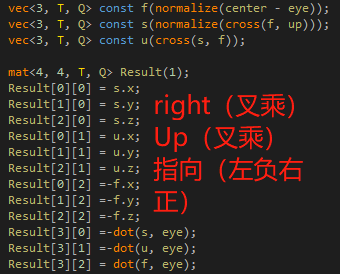 vec<3, T, Q> const f(normalize(center - eye));
vec<3, T, Q> const s(normalize(cross(f, up)));
vec<3, T, Q> const u(cross(s, f));
mat<4, 4, T, Q> Result(1);
Result[0][0] = s.x;
Result[1][0] = s.y;
Result[2][0] = s.z;
Result[0][1] = u.x;
Result[1][1] = u.y;
Result[2][1] = u.z;
Result[0][2] =-f.x;
Result[1][2] =-f.y;
Result[2][2] =-f.z;
Result[3][0] =-dot(s, eye);
Result[3][1] =-dot(u, eye);
Result[3][2] = dot(f, eye);
right（叉乘）
Up（叉乘）
指向（左负右
正）